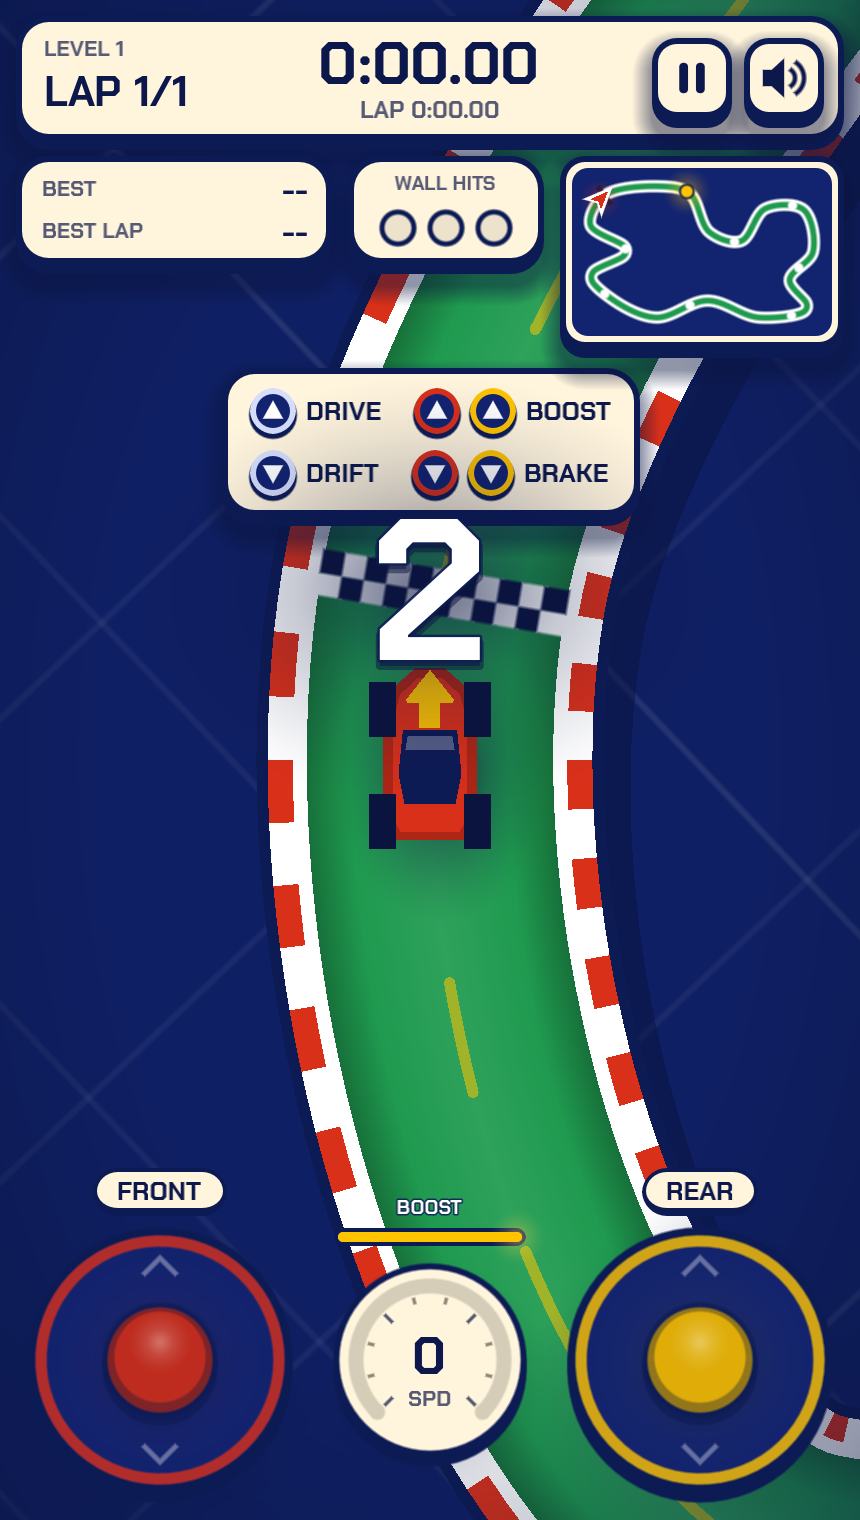 LEVEL 1
LAP 1/1
0:00.00
LAP 0:00.00
BEST --
BEST LAP --
WALL HITS
DRIVE BOOST
DRIFT BRAKE
2
FRONT
REAR
BOOST
0
SPD